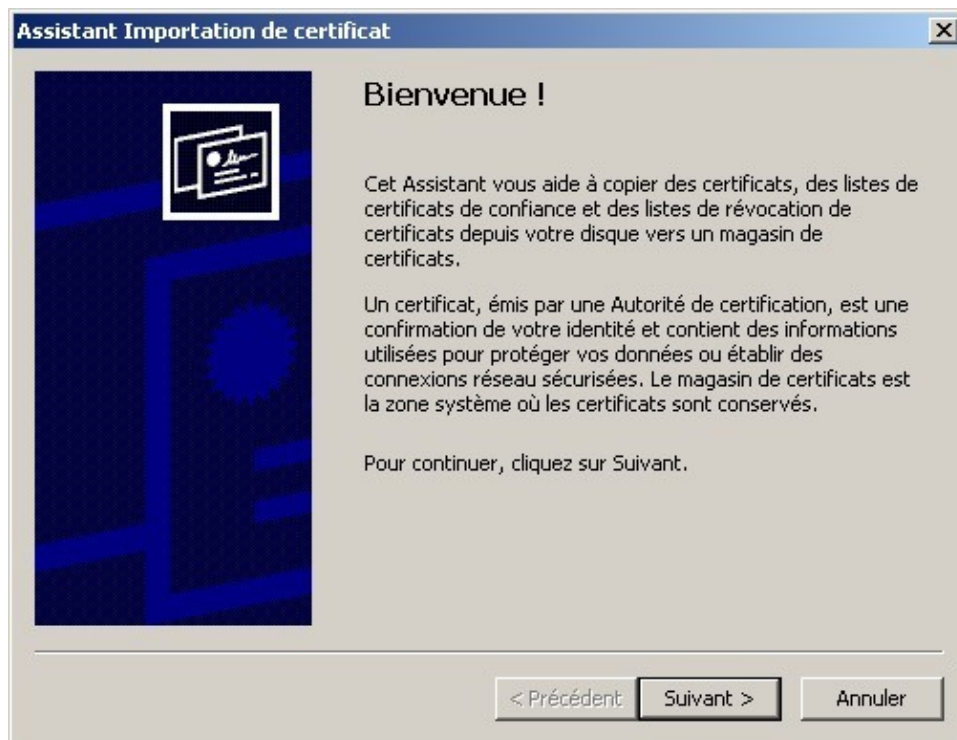 Assistant Importation de certificat
Bienvenue !
Cet Assistant vous aide à copier des certificats, des listes de
certificats de confiance et des listes de révocation de
certificats depuis votre disque vers un magasin de
certificats.
Un certificat, émis par une Autorité de certification, est une
confirmation de votre identité et contient des informations
utilisées pour protéger vos données ou établir des
connexions réseau sécurisées. Le magasin de certificats est
la zone système où les certificats sont conservés.
Pour continuer, cliquez sur Suivant.
< Précédent
Suivant >
Annuler